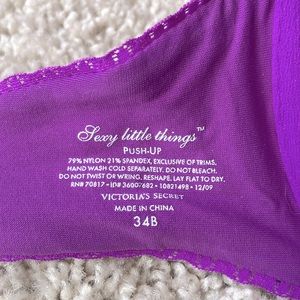 Sexy little things™
PUSH-UP
79% NYLON 21% SPANDEX, EXCLUSIVE OF TRIMS.
HAND WASH COLD SEPARATELY. DO NOT BLEACH.
DO NOT TWIST OR WRING. RESHAPE. LAY FLAT TO DRY.
RN# 70817 • ID# 3600/682 • 10821498 • 12/09
VICTORIA'S SECRET
MADE IN CHINA
34B